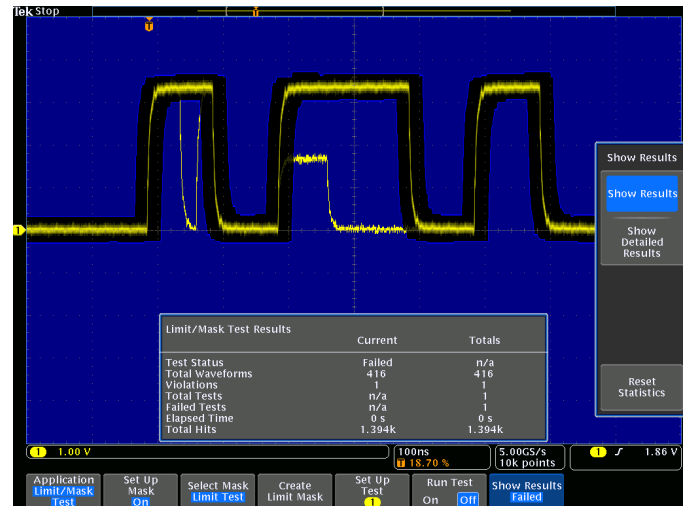 Tek Stop
T
T
1
Show Results
Show Results
Show
Detailed
Results
Reset
Statistics
Limit/Mask Test Results
Current Totals
Test Status Failed n/a
Total Waveforms 416 416
Violations 1 1
Total Tests n/a 1
Failed Tests n/a 1
Elapsed Time 0 s 0 s
Total Hits 1.394k 1.394k
1 1.00 V
100ns
T 18.70 %
5.00GS/s
10k points
1 1.86 V
Application
Limit/Mask
Test
Set Up
Mask
On
Select Mask
Limit Test
Create
Limit Mask
Set Up
Test
1
Run Test
On Off
Show Results
Failed